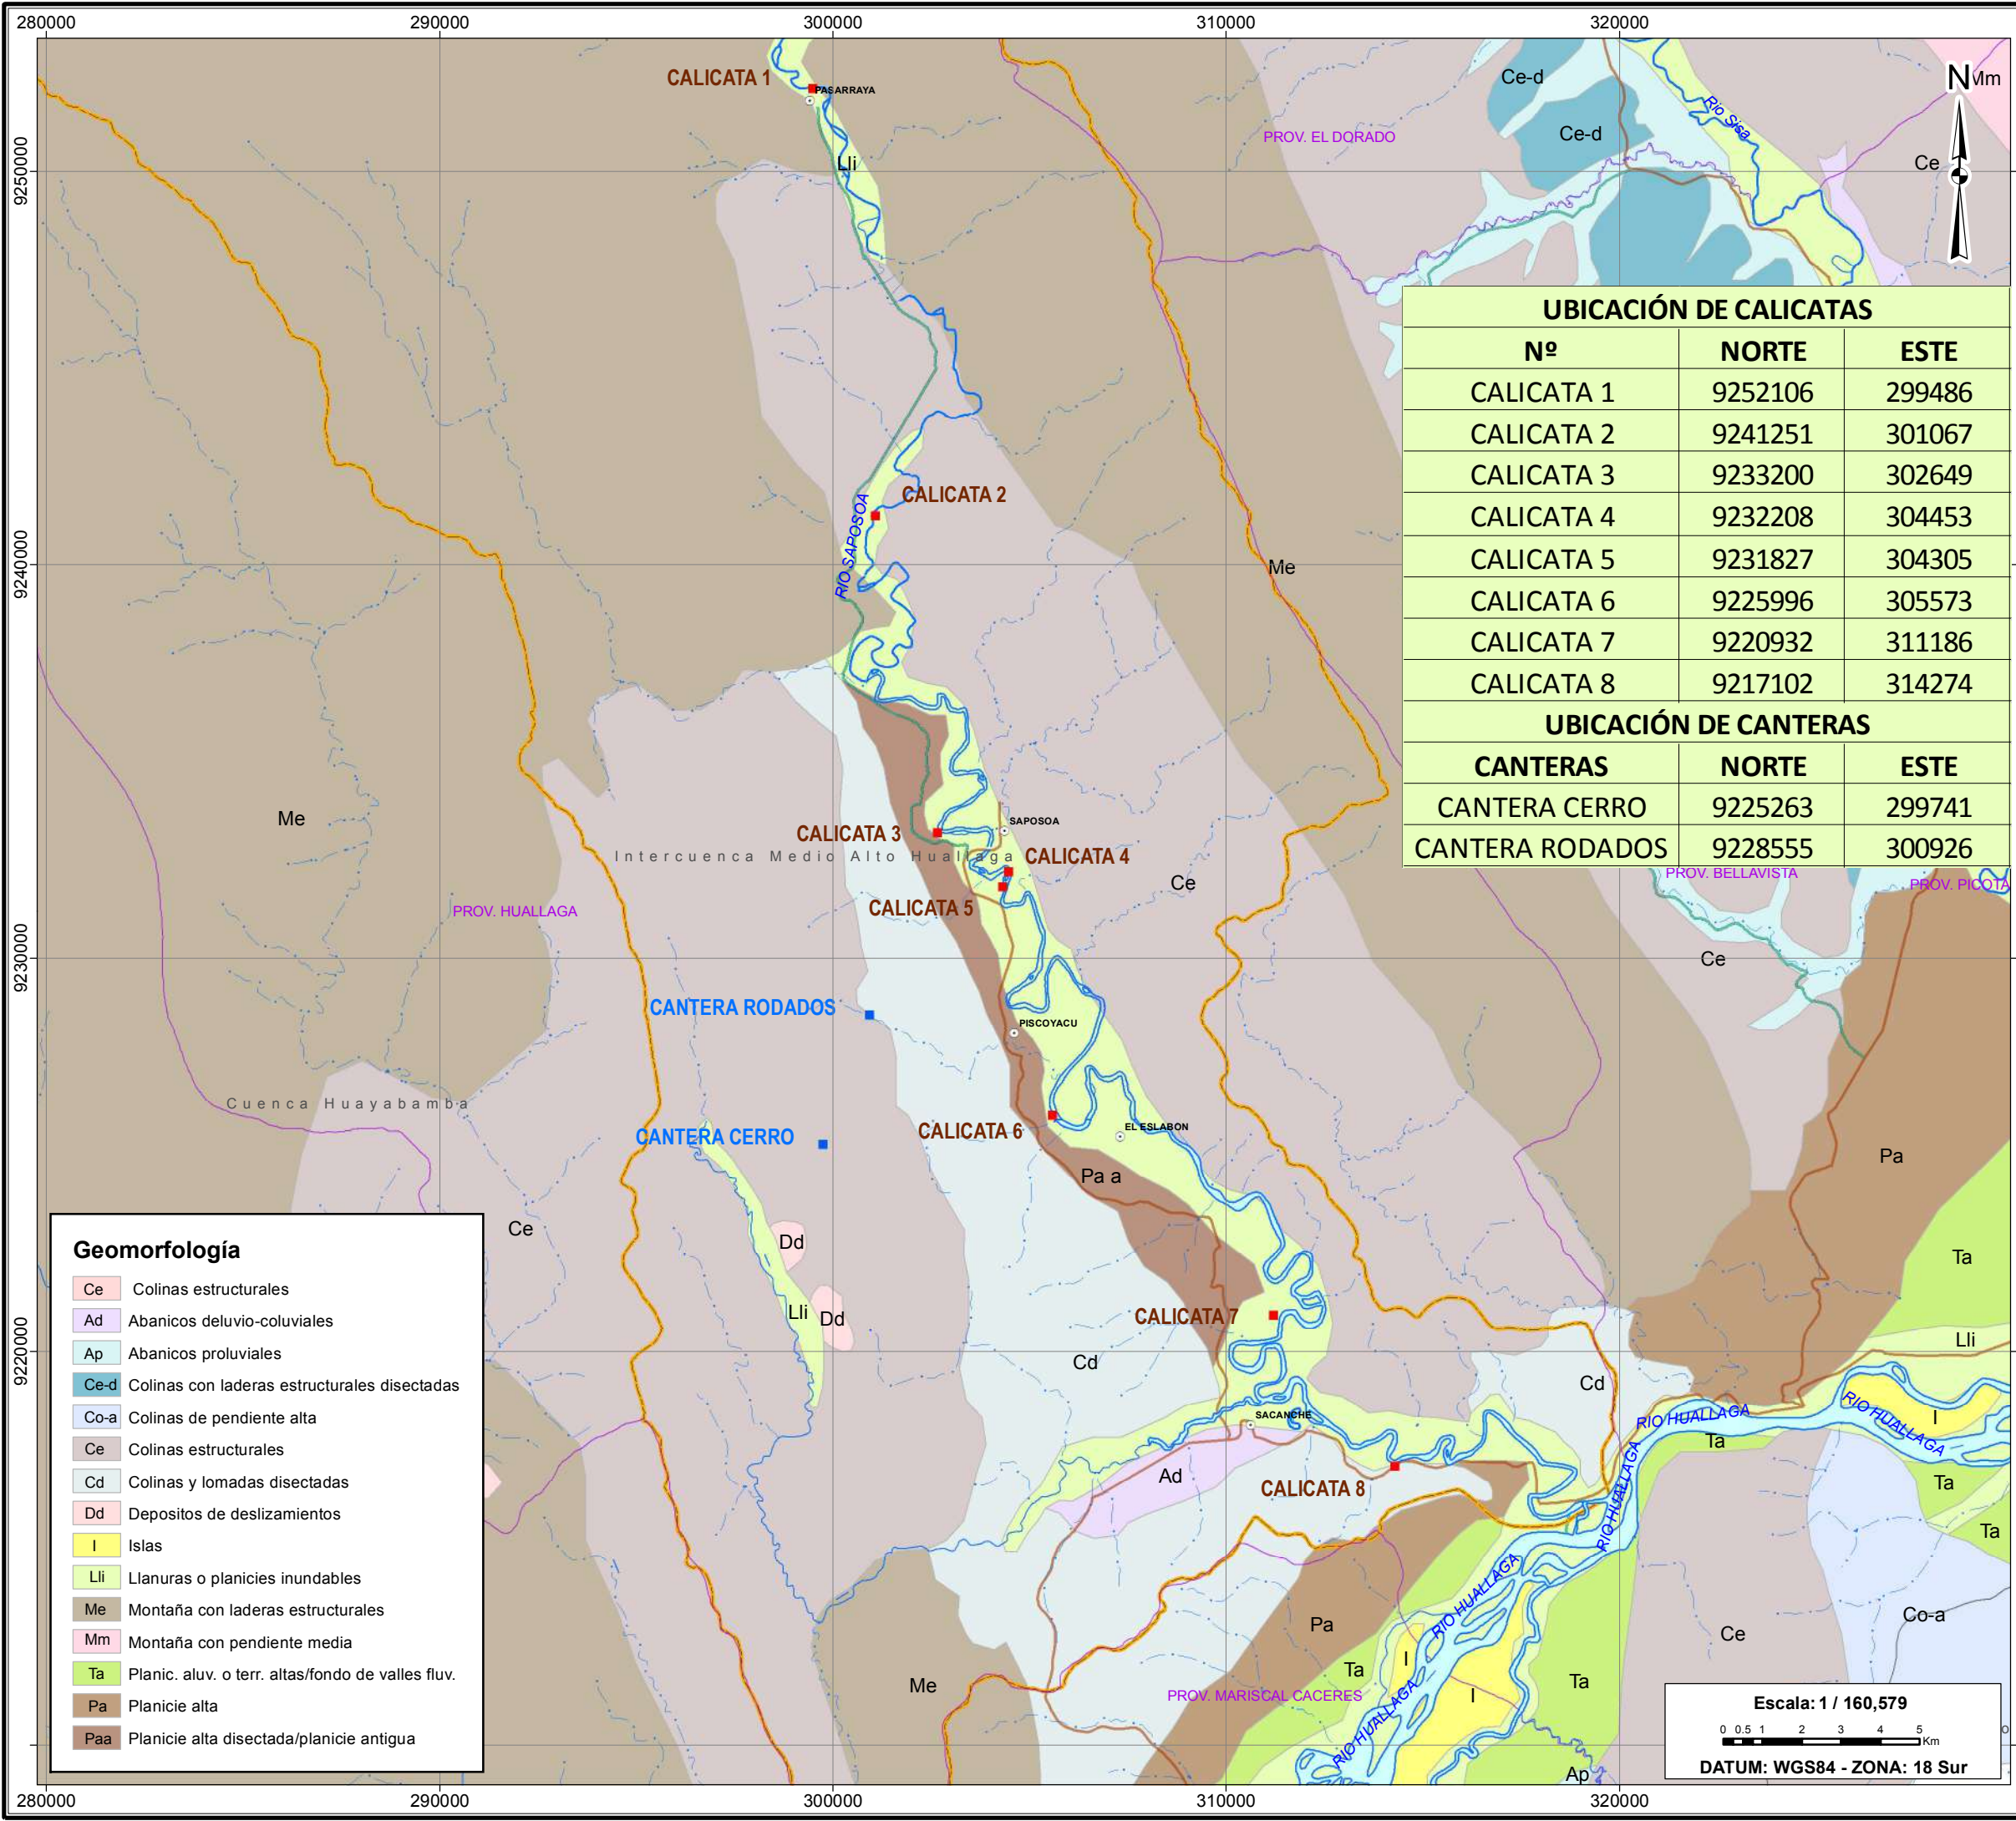 280000 290000 300000 310000 320000
CALICATA 1
PASARRAYA
Lli
Ce-d
Ce-d
Rio Sisa
N
Mm
Ce
PROV. EL DORADO
9250000
UBICACIÓN DE CALICATAS
Nº NORTE ESTE
CALICATA 1 9252106 299486
CALICATA 2 9241251 301067
CALICATA 3 9233200 302649
CALICATA 4 9232208 304453
CALICATA 5 9231827 304305
CALICATA 6 9225996 305573
CALICATA 7 9220932 311186
CALICATA 8 9217102 314274
UBICACIÓN DE CANTERAS
CANTERAS NORTE ESTE
CANTERA CERRO 9225263 299741
CANTERA RODADOS 9228555 300926
CALICATA 2
RIO SAPOSOA
9240000
Me
Me
CALICATA 3
SAPOSOA
Intercuenca Medio Alto Huallaga
CALICATA 4
CALICATA 5
Ce
PROV. HUALLAGA
PROV. BELLAVISTA
PROV. PICOTA
9230000
Ce
CANTERA RODADOS
PISCOYACU
Cuenca Huayabamba
CANTERA CERRO
CALICATA 6
EL ESLABON
Pa a
Pa
Ce
Dd
Ta
Lli
Dd
CALICATA 7
9220000
Cd
Cd
Lli
SACANCHE
RIO HUALLAGA
RIO HUALLAGA
I
Ta
Ad
CALICATA 8
RIO HUALLAGA
Ta
Ta
RIO HUALLAGA
Pa
Co-a
Ce
Me
I
Ta
Ta
I
PROV. MARISCAL CACERES
RIO HUALLAGA
Ap
Geomorfología
Ce Colinas estructurales
Ad Abanicos deluvio-coluviales
Ap Abanicos proluviales
Ce-d Colinas con laderas estructurales disectadas
Co-a Colinas de pendiente alta
Ce Colinas estructurales
Cd Colinas y lomadas disectadas
Dd Depositos de deslizamientos
I Islas
Lli Llanuras o planicies inundables
Me Montaña con laderas estructurales
Mm Montaña con pendiente media
Ta Planic. aluv. o terr. altas/fondo de valles fluv.
Pa Planicie alta
Paa Planicie alta disectada/planicie antigua
Escala: 1 / 160,579
0 0.5 1 2 3 4 5
Km
DATUM: WGS84 - ZONA: 18 Sur
280000 290000 300000 310000 320000